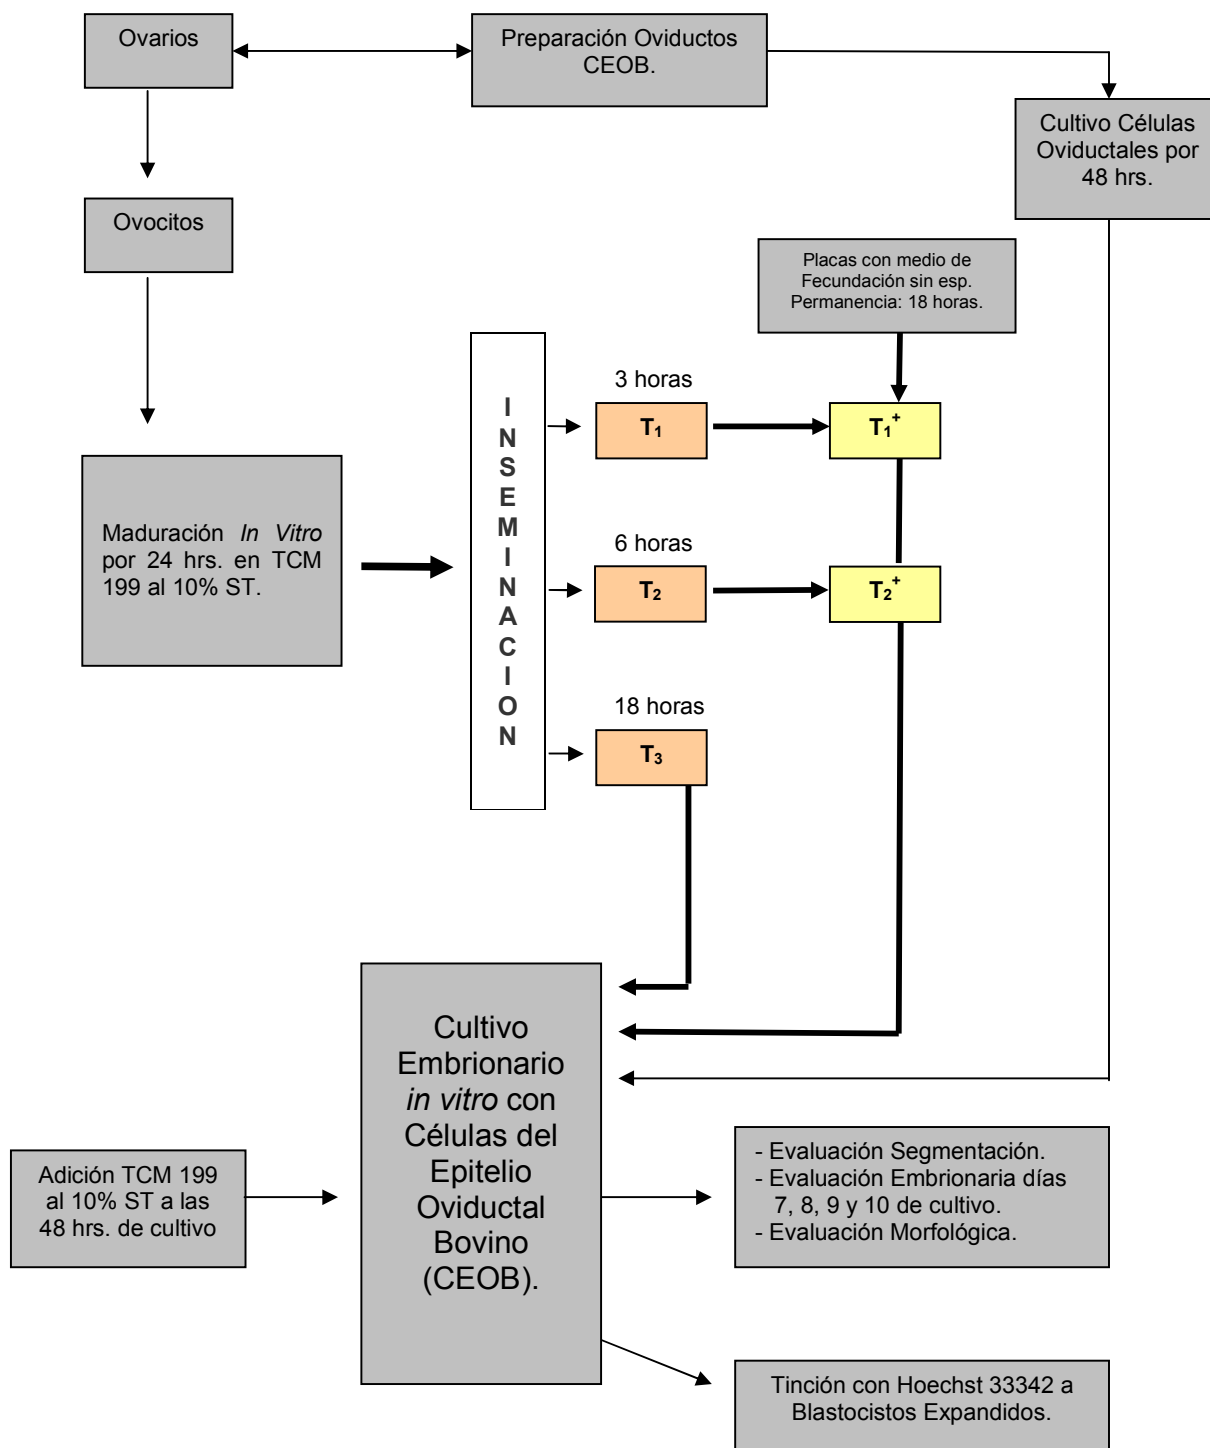 Ovarios
Preparación Oviductos
CEOB.
Cultivo Células
Oviductales por
48 hrs.
Ovocitos
Placas con medio de
Fecundación sin esp.
Permanencia: 18 horas.
INSEMINACION
3 horas
T₁
T₁⁺
Maduración In Vitro
por 24 hrs. en TCM
199 al 10% ST.
6 horas
T₂
T₂⁺
18 horas
T₃
Cultivo
Embrionario
in vitro con
Células del
Epitelio
Oviductal
Bovino
(CEOB).
Adición TCM 199
al 10% ST a las
48 hrs. de cultivo
- Evaluación Segmentación.
- Evaluación Embrionaria días
7, 8, 9 y 10 de cultivo.
- Evaluación Morfológica.
Tinción con Hoechst 33342 a
Blastocistos Expandidos.